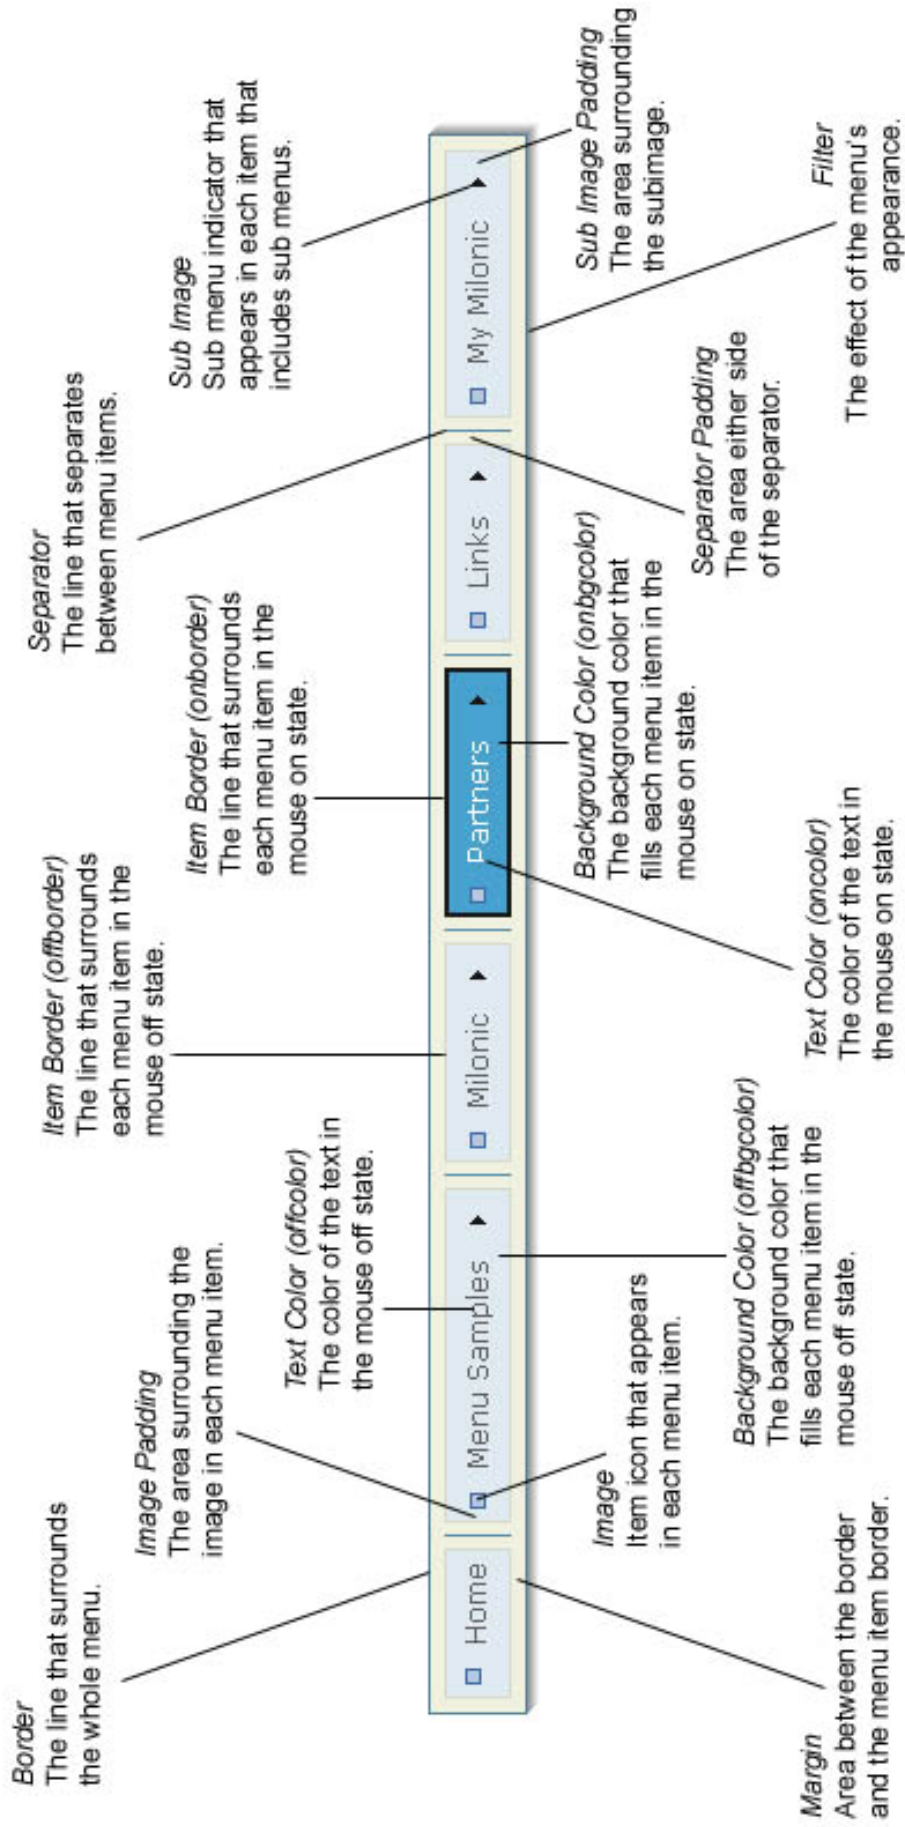 Border
The line that surrounds
the whole menu.
Image Padding
The area surrounding the
image in each menu item.
Text Color (offcolor)
The color of the text in
the mouse off state.
Item Border (offborder)
The line that surrounds
each menu item in the
mouse off state.
Item Border (onborder)
The line that surrounds
each menu item in the
mouse on state.
Separator
The line that separates
between menu items.
Sub Image
Sub menu indicator that
appears in each item that
includes sub menus.
Home
Menu Samples
Milonic
Partners
Links
My Milonic
Margin
Area between the border
and the menu item border.
Image
Item icon that appears
in each menu item.
Background Color (offbgcolor)
The background color that
fills each menu item in the
mouse off state.
Text Color (oncolor)
The color of the text in
the mouse on state.
Background Color (onbgcolor)
The background color that
fills each menu item in the
mouse on state.
Separator Padding
The area either side
of the separator.
Sub Image Padding
The area surrounding
the subimage.
Filter
The effect of the menu's
appearance.